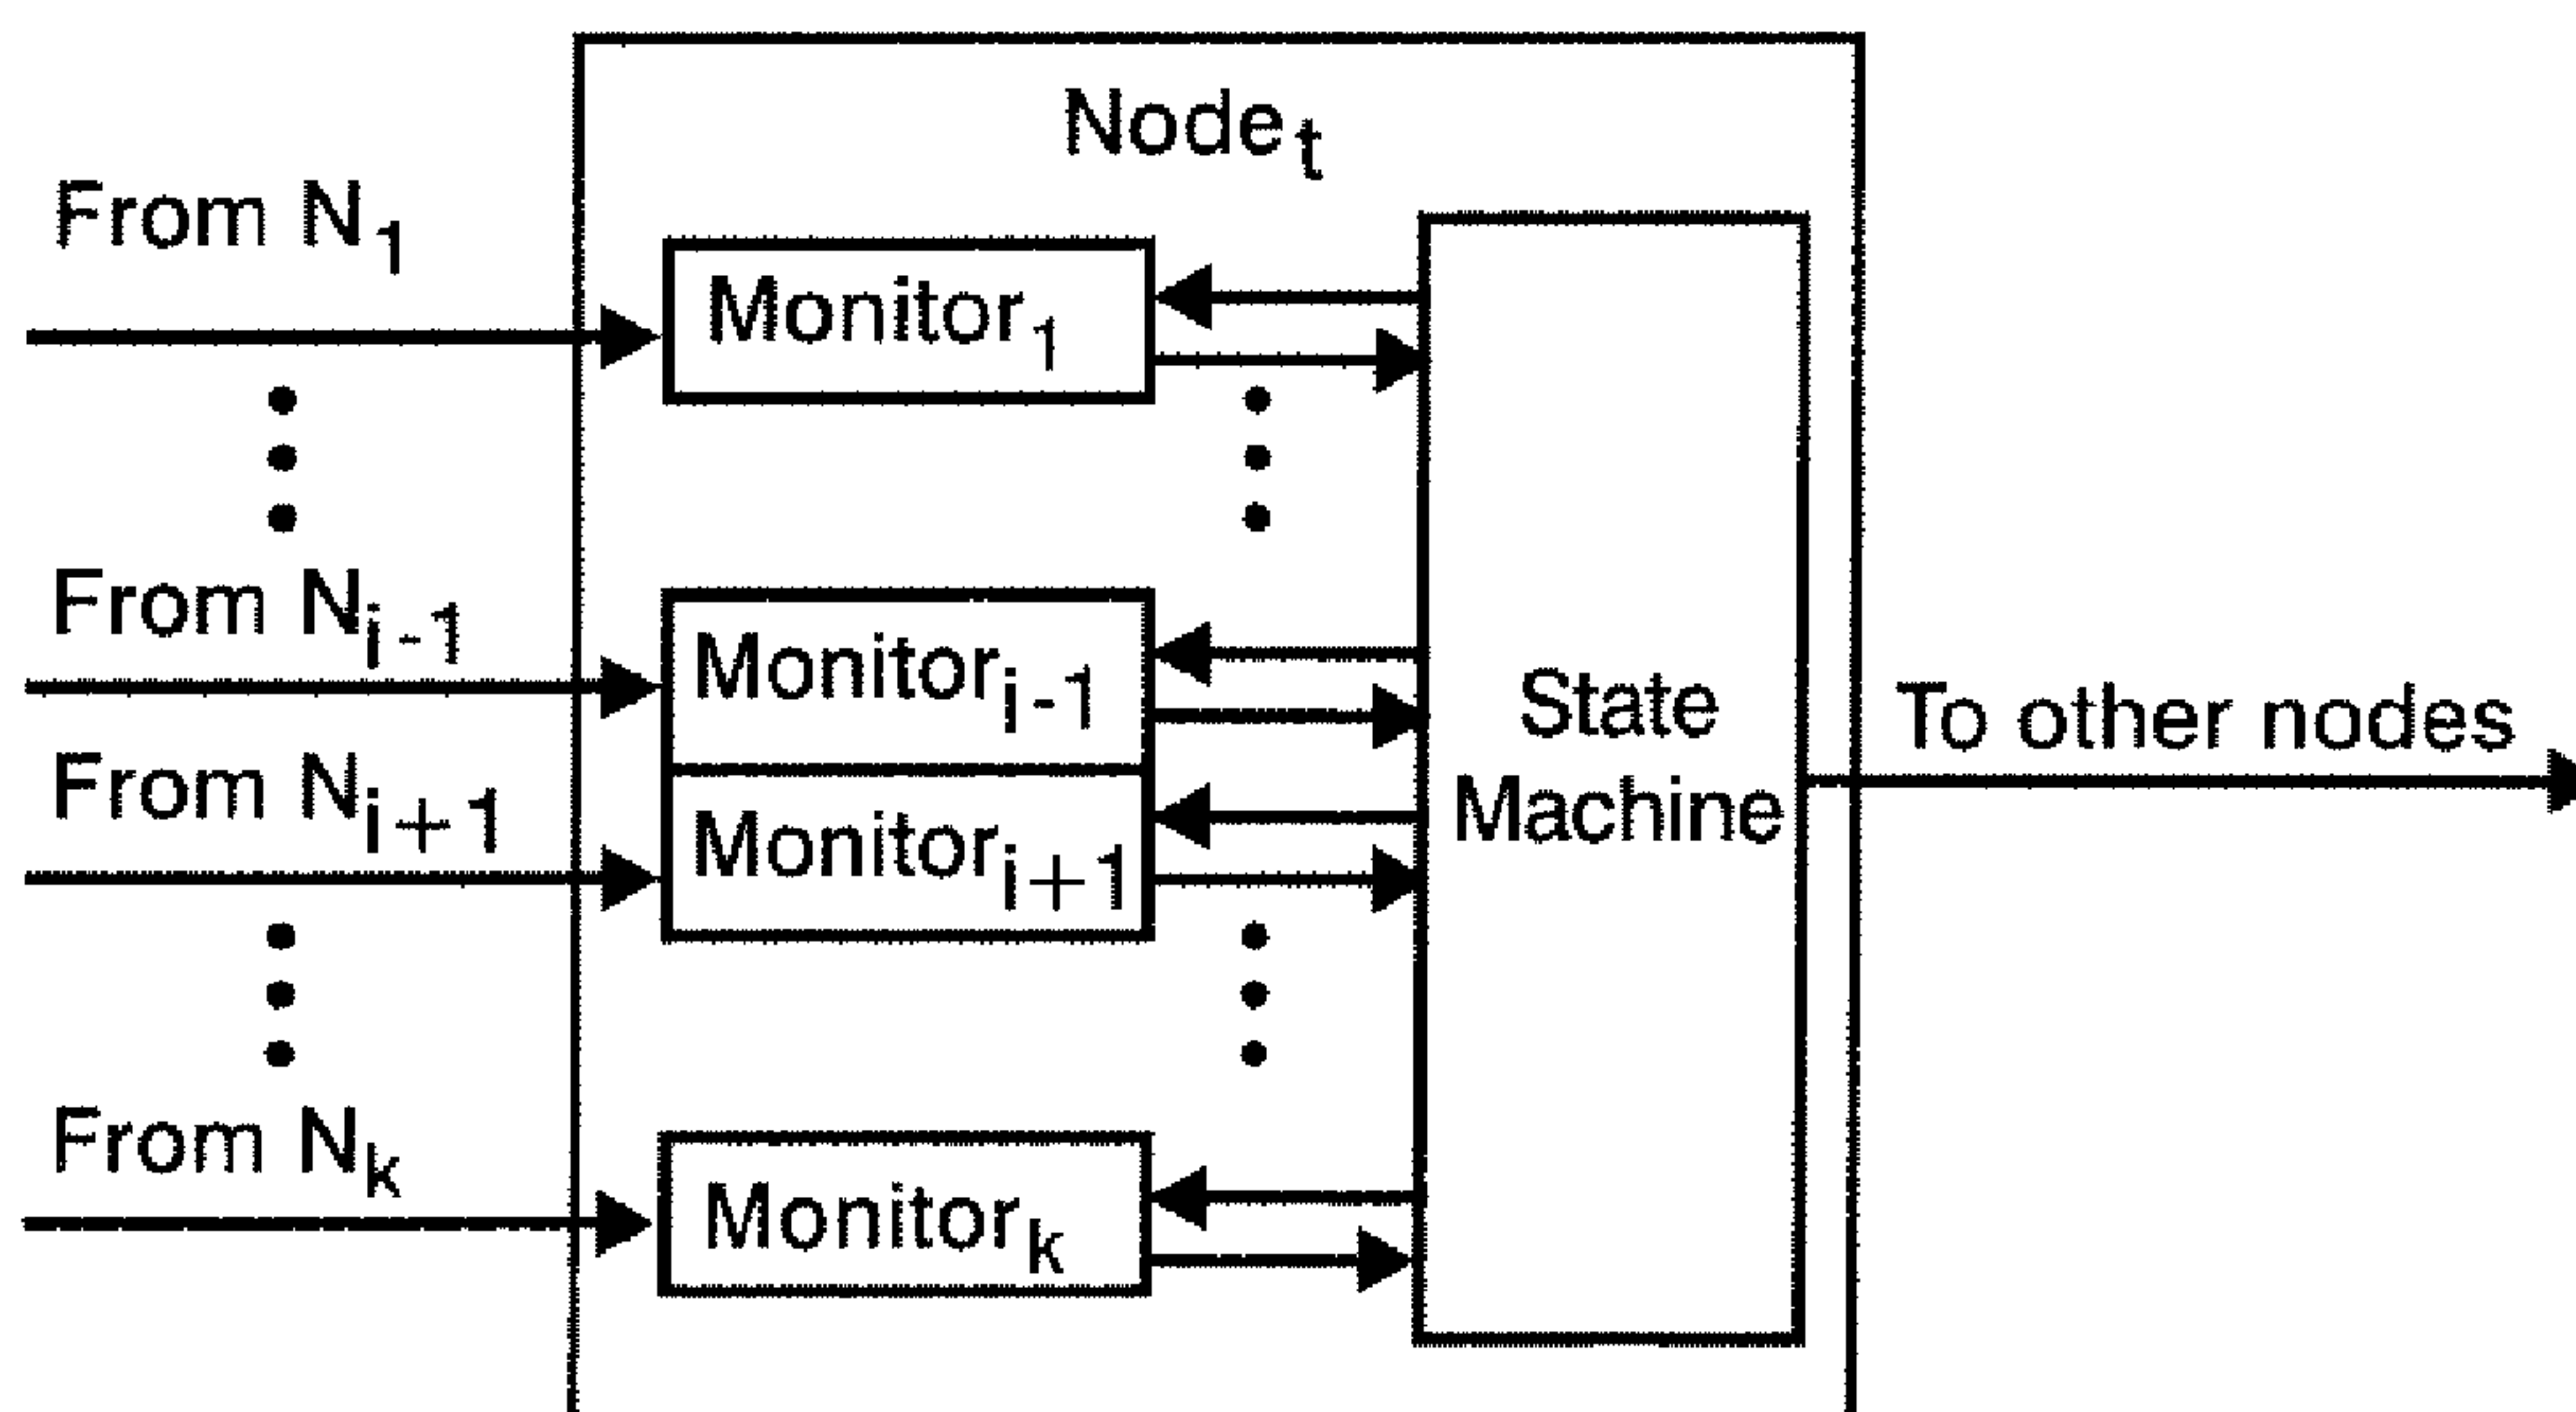 Node_t
From N_1
Monitor_1
From N_i-1
Monitor_i-1
From N_i+1
Monitor_i+1
State
Machine
To other nodes
From N_k
Monitor_k